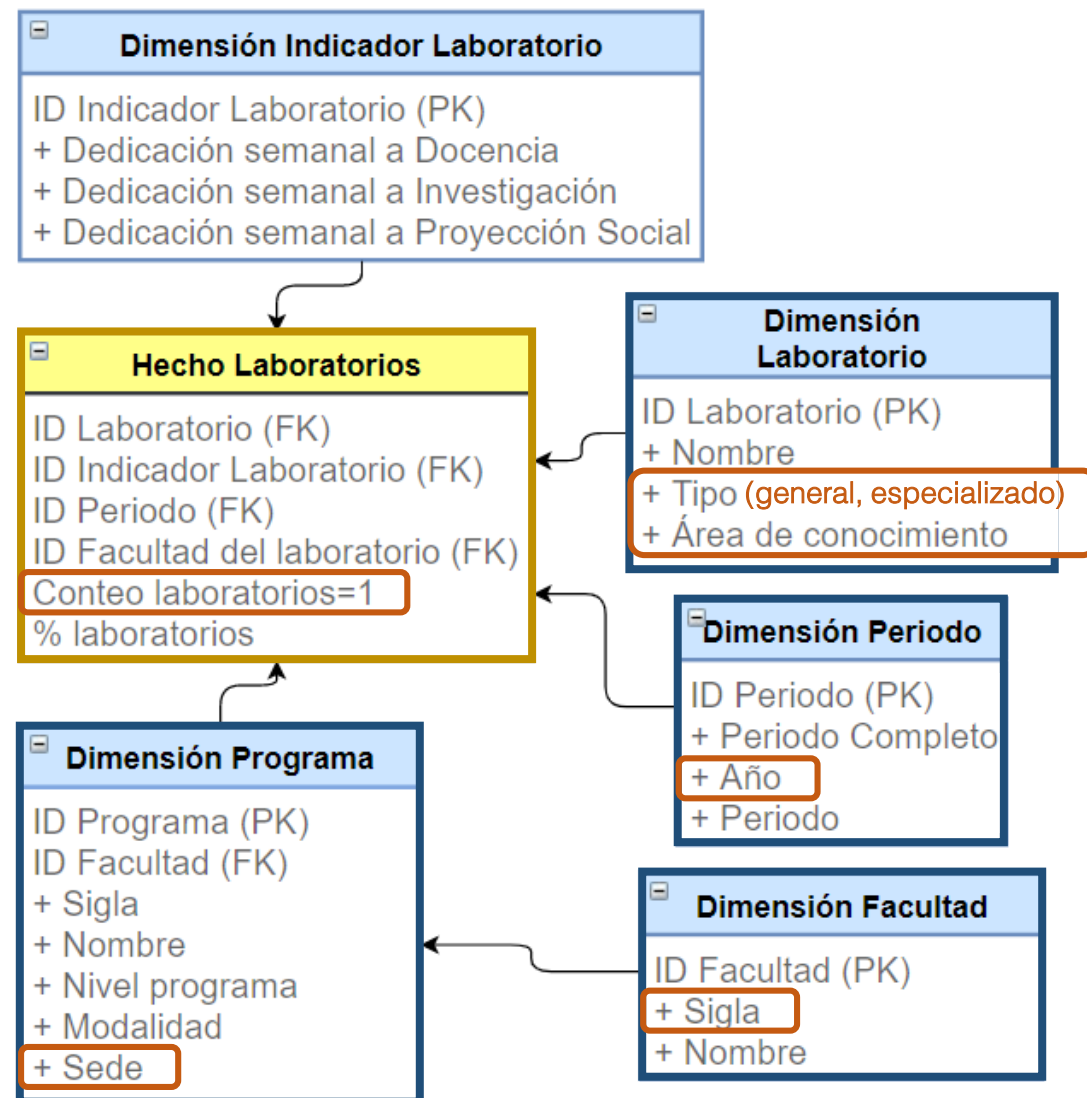 Dimensión Indicador Laboratorio
ID Indicador Laboratorio (PK)
+ Dedicación semanal a Docencia
+ Dedicación semanal a Investigación
+ Dedicación semanal a Proyección Social
Hecho Laboratorios
ID Laboratorio (FK)
ID Indicador Laboratorio (FK)
ID Periodo (FK)
ID Facultad del laboratorio (FK)
Conteo laboratorios=1
% laboratorios
Dimensión
Laboratorio
ID Laboratorio (PK)
+ Nombre
+ Tipo (general, especializado)
+ Área de conocimiento
Dimensión Periodo
ID Periodo (PK)
+ Periodo Completo
+ Año
+ Periodo
Dimensión Programa
ID Programa (PK)
ID Facultad (FK)
+ Sigla
+ Nombre
+ Nivel programa
+ Modalidad
+ Sede
Dimensión Facultad
ID Facultad (PK)
+ Sigla
+ Nombre